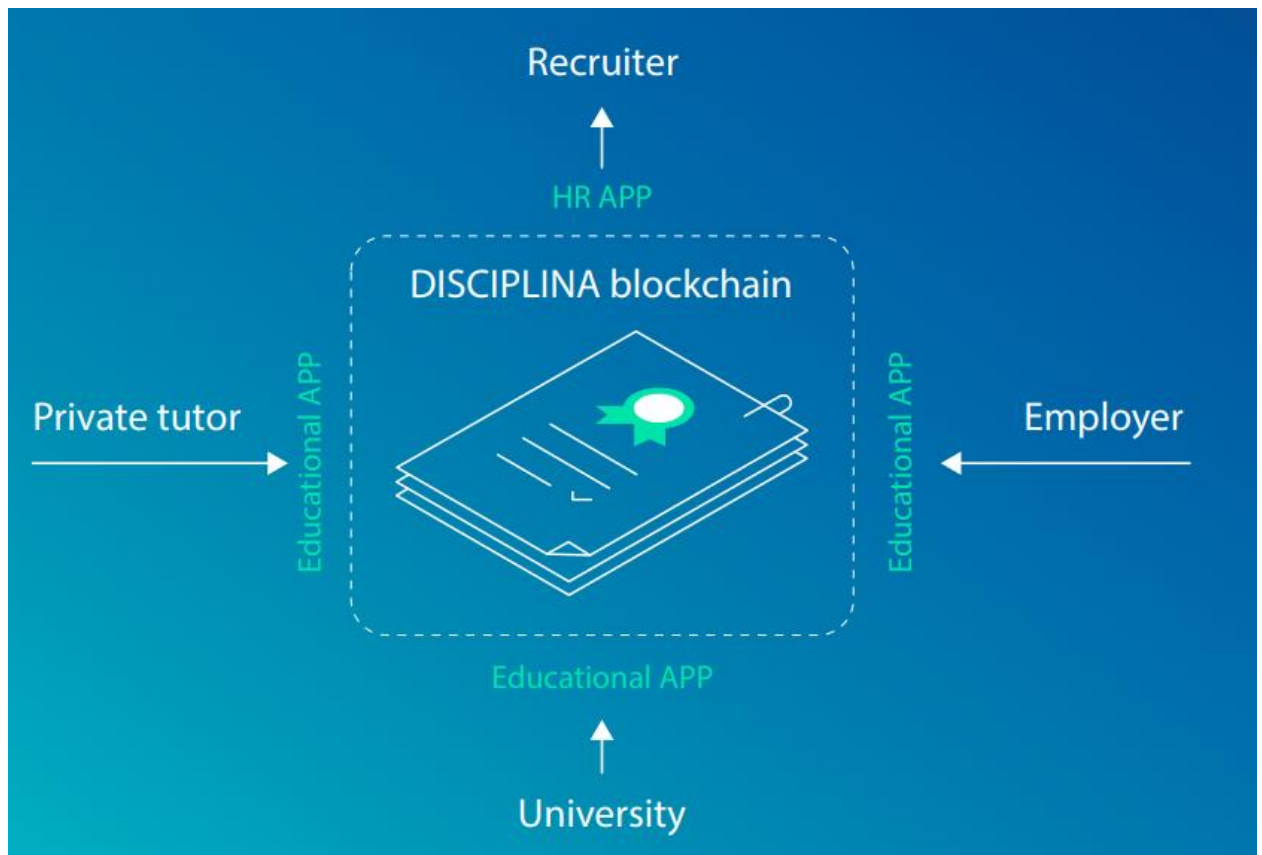 Recruiter
HR APP
DISCIPLINA blockchain
Private tutor
Educational APP
Educational APP
Employer
Educational APP
University